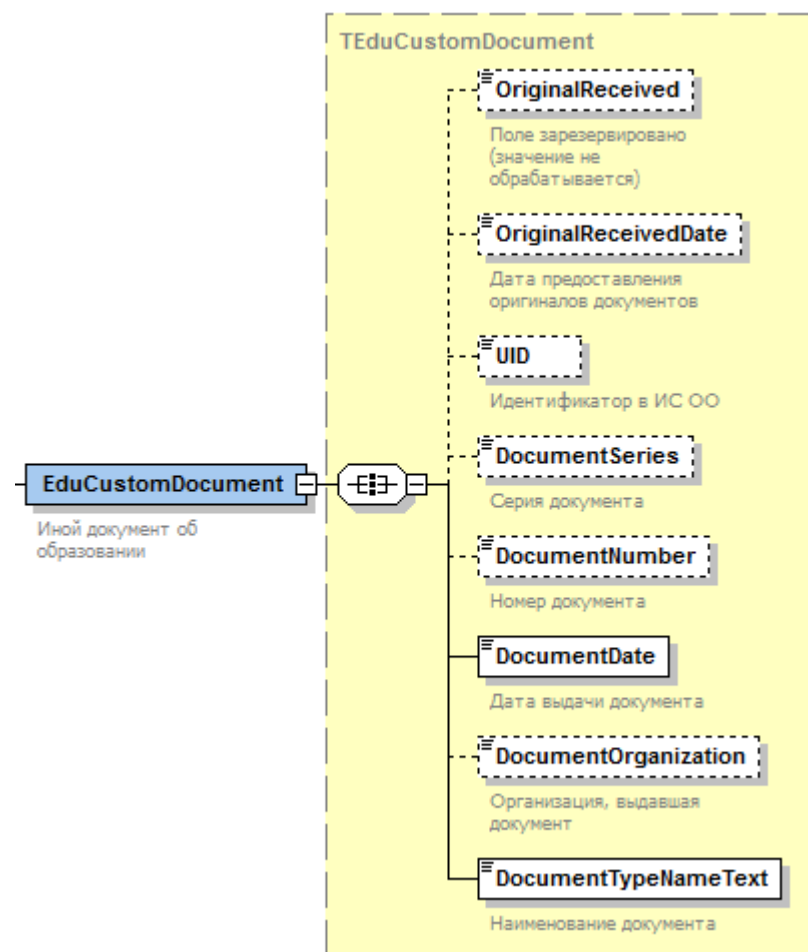 TEduCustomDocument
OriginalReceived
Поле зарезервировано
(значение не
обрабатывается)
OriginalReceivedDate
Дата предоставления
оригиналов документов
UID
Идентификатор в ИС ОО
DocumentSeries
Серия документа
EduCustomDocument
Иной документ об
образовании
DocumentNumber
Номер документа
DocumentDate
Дата выдачи документа
DocumentOrganization
Организация, выдавшая
документ
DocumentTypeNameText
Наименование документа